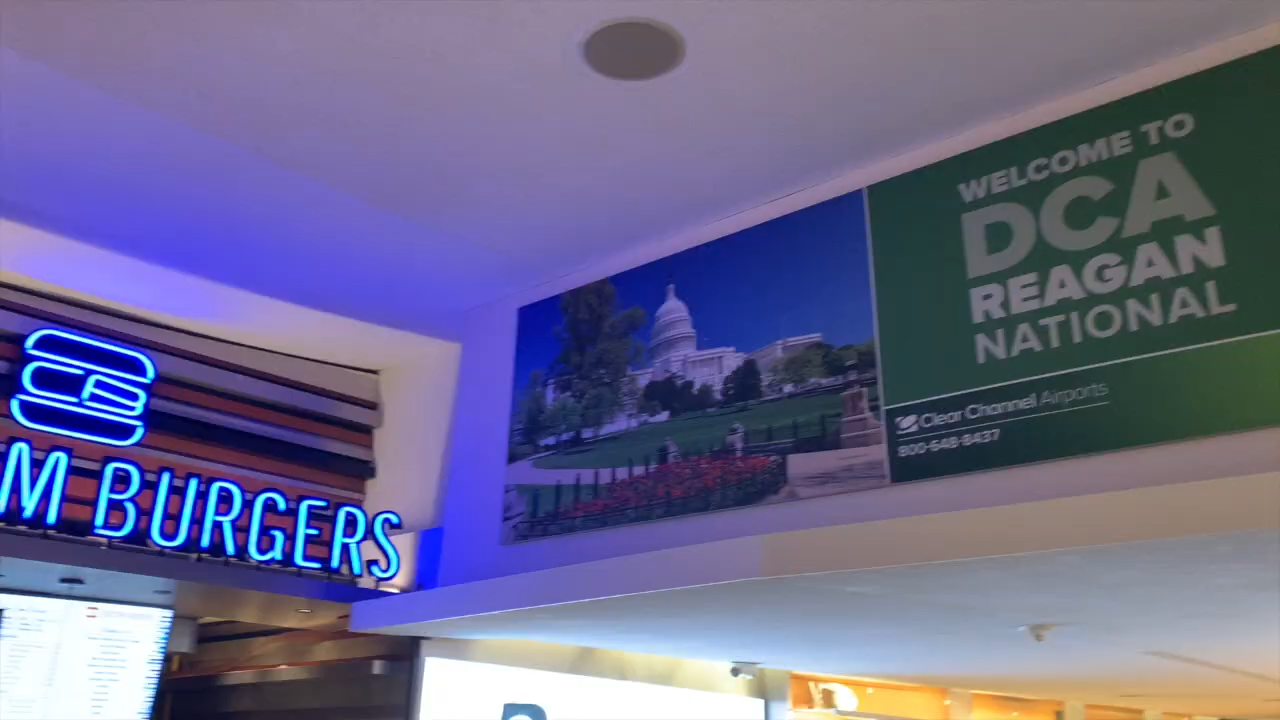 CB
M BURGERS
WELCOME TO
DCA
REAGAN
NATIONAL
Clear Channel Airports
800-648-8437